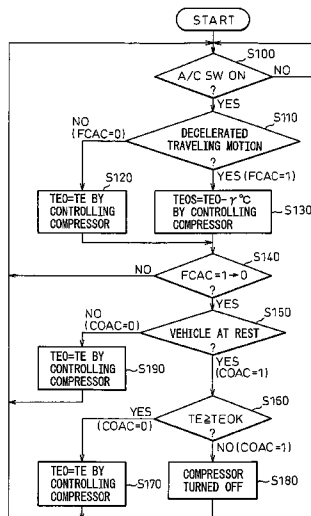 START
S100
A/C SW ON
?
NO
YES
S110
DECELERATED
TRAVELING MOTION
?
NO
(FCAC=0)
YES (FCAC=1)
S120
TEO=TE BY
CONTROLLING
COMPRESSOR
TEOS=TEO-γ°C
BY CONTROLLING
COMPRESSOR
S130
S140
NO
FCAC=1→0
?
YES
S150
NO
(COAC=0)
VEHICLE AT REST
?
YES
(COAC=1)
TEO=TE BY
CONTROLLING
COMPRESSOR
S190
S160
YES
(COAC=0)
TE≧TEOK
?
NO(COAC=1)
TEO=TE BY
CONTROLLING
COMPRESSOR
S170
COMPRESSOR
TURNED OFF
S180